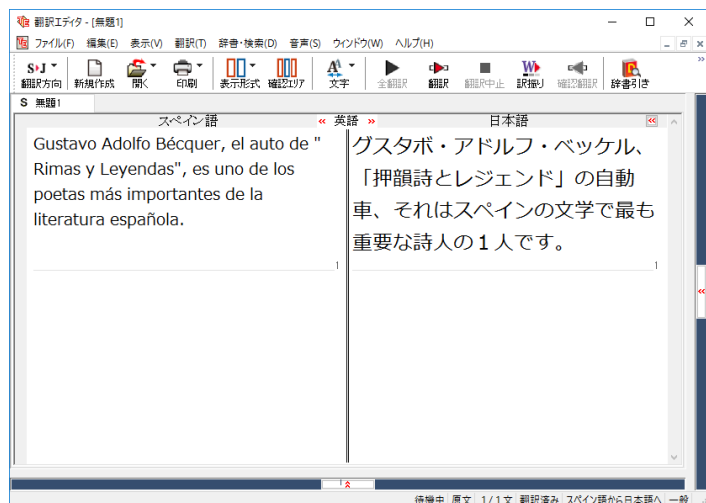 翻訳エディタ - [無題1]
ファイル(F) 編集(E) 表示(V) 翻訳(T) 辞書・検索(D) 音声(S) ウィンドウ(W) ヘルプ(H)
S›J
翻訳方向 新規作成 開く 印刷 表示形式 確認エリア 文字 全翻訳 翻訳 翻訳中止 訳振り 確認翻訳 辞書引き
S 無題1
スペイン語 « 英語 » 日本語 «
Gustavo Adolfo Bécquer, el auto de "
Rimas y Leyendas", es uno de los
poetas más importantes de la
literatura española.
1
グスタボ・アドルフ・ベッケル、
「押韻詩とレジェンド」の自動
車、それはスペインの文学で最も
重要な詩人の1人です。
1
待機中 原文 1/1文 翻訳済み スペイン語から日本語へ 一般